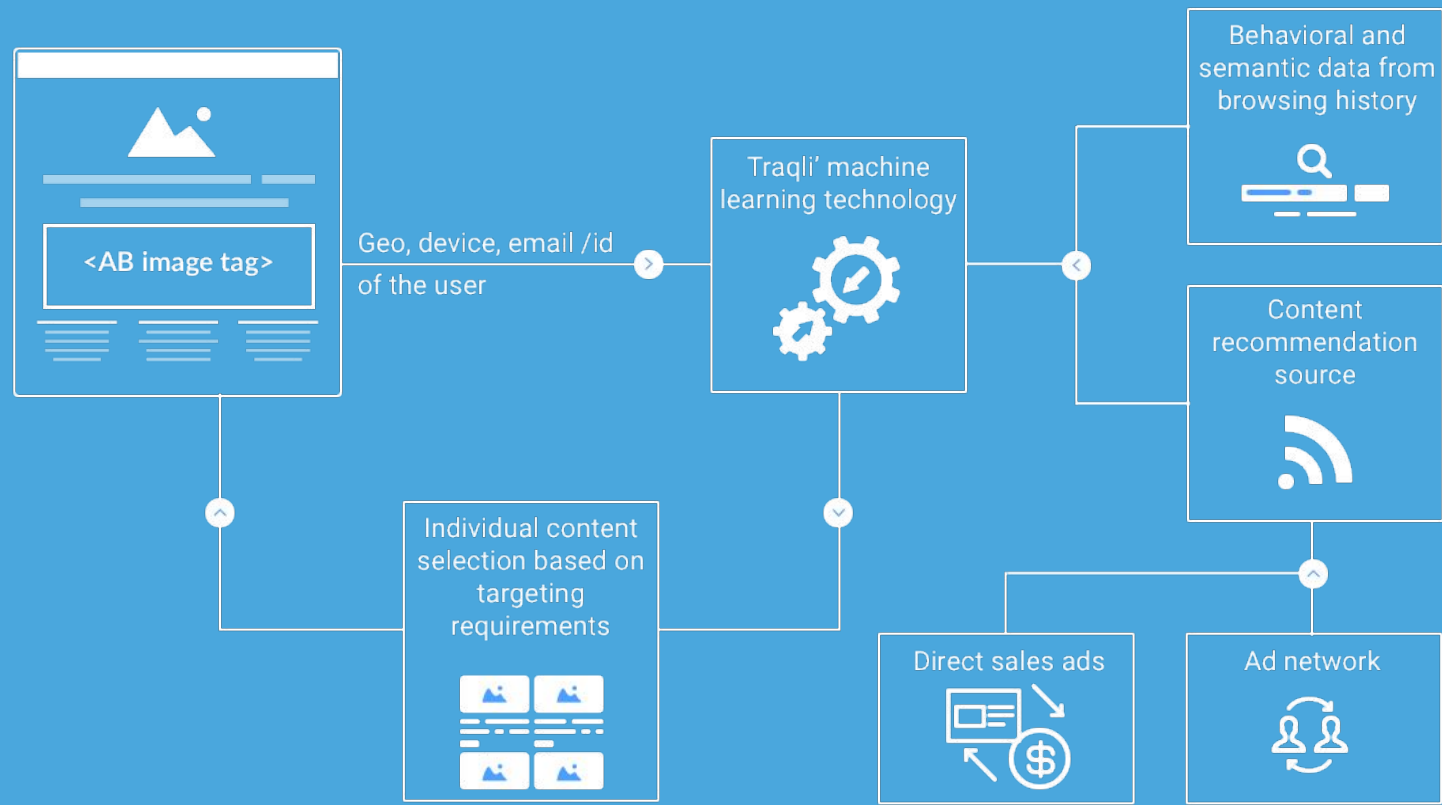 Behavioral and
semantic data from
browsing history
Traqli’ machine
learning technology
<AB image tag>
Geo, device, email /id
of the user
Content
recommendation
source
Individual content
selection based on
targeting
requirements
Direct sales ads
Ad network
$